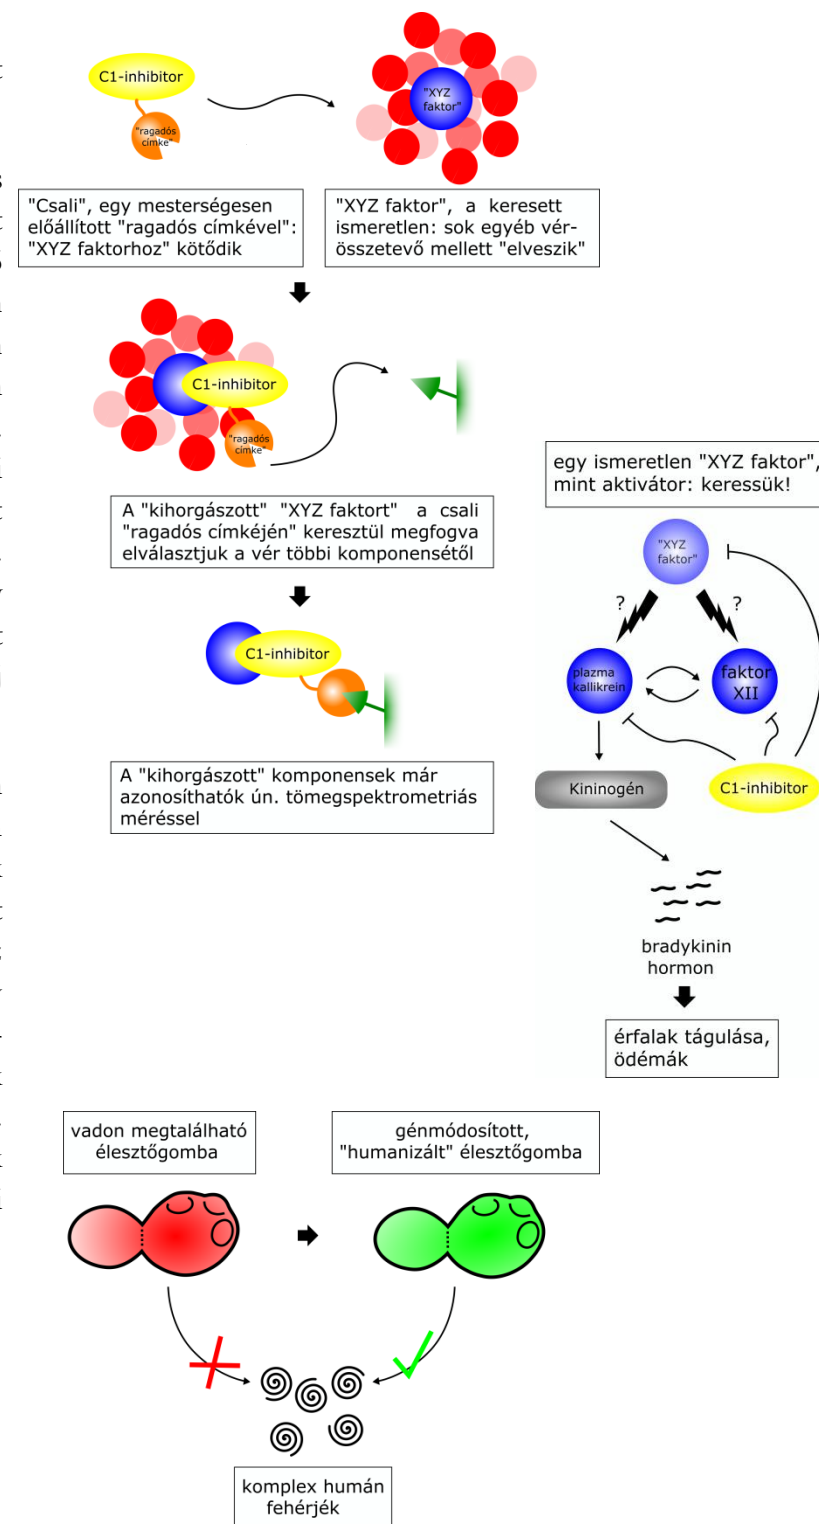 C1-inhibitor
"ragadós
címke"
"XYZ
faktor"
"Csali", egy mesterségesen
előállított "ragadós címkével":
"XYZ faktorhoz" kötődik
"XYZ faktor", a keresett
ismeretlen: sok egyéb vér-
összetevő mellett "elveszik"
C1-inhibitor
"ragadós
címke"
A "kihorgászott" "XYZ faktort" a csali
"ragadós címkéjén" keresztül megfogva
elválasztjuk a vér többi komponensétől
C1-inhibitor
A "kihorgászott" komponensek már
azonosíthatók ún. tömegspektrometriás
méréssel
egy ismeretlen "XYZ faktor",
mint aktivátor: keressük!
"XYZ
faktor"
?
?
plazma
kallikrein
faktor
XII
Kininogén
C1-inhibitor
bradykinin
hormon
érfalak tágulása,
ödémák
vadon megtalálható
élesztőgomba
génmódosított,
"humanizált" élesztőgomba
komplex humán
fehérjék